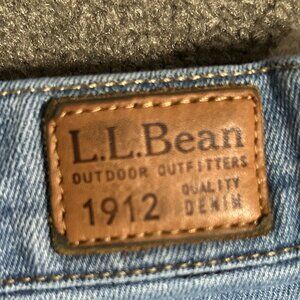 L.L.Bean
OUTDOOR OUTFITTERS
1912 QUALITY DENIM